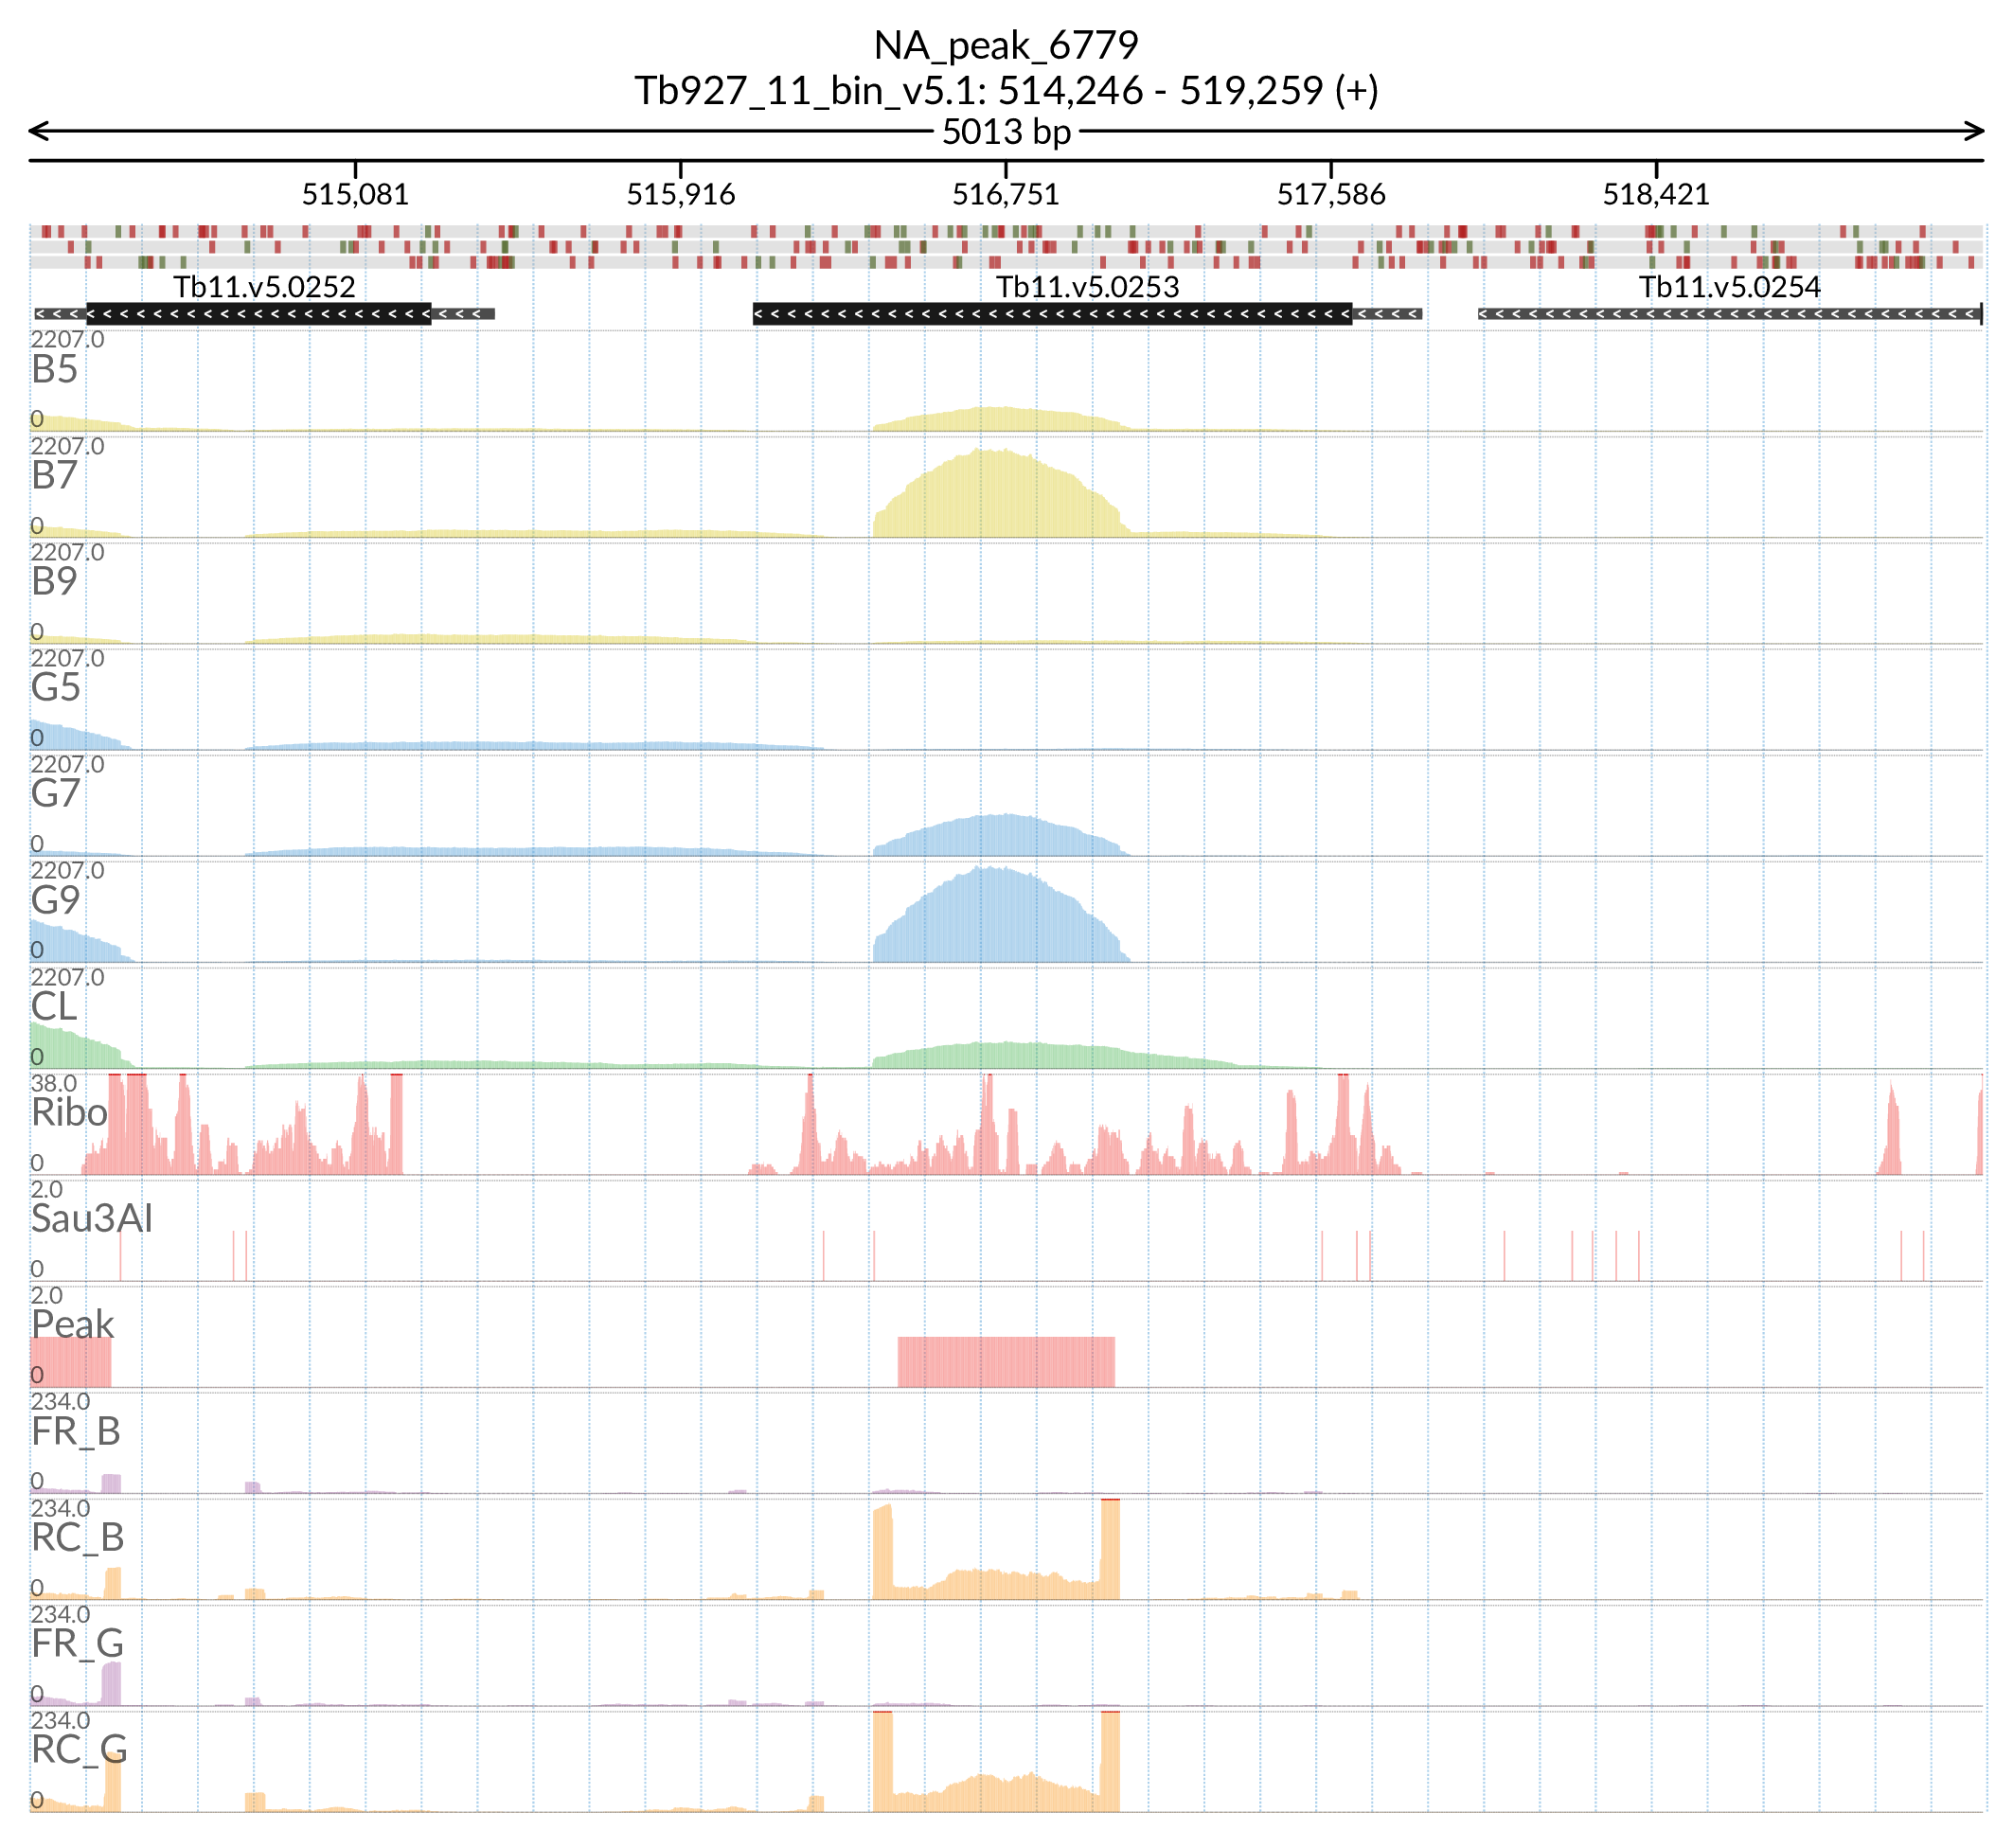 NA_peak_6779
Tb927_11_bin_v5.1: 514,246 - 519,259 (+)
5013 bp
515,081 515,916 516,751 517,586 518,421
Tb11.v5.0252 Tb11.v5.0253 Tb11.v5.0254
2207.0
B5
0
2207.0
B7
0
2207.0
B9
0
2207.0
G5
0
2207.0
G7
0
2207.0
G9
0
2207.0
CL
0
38.0
Ribo
0
2.0
Sau3AI
0
2.0
Peak
0
234.0
FR_B
0
234.0
RC_B
0
234.0
FR_G
0
234.0
RC_G
0